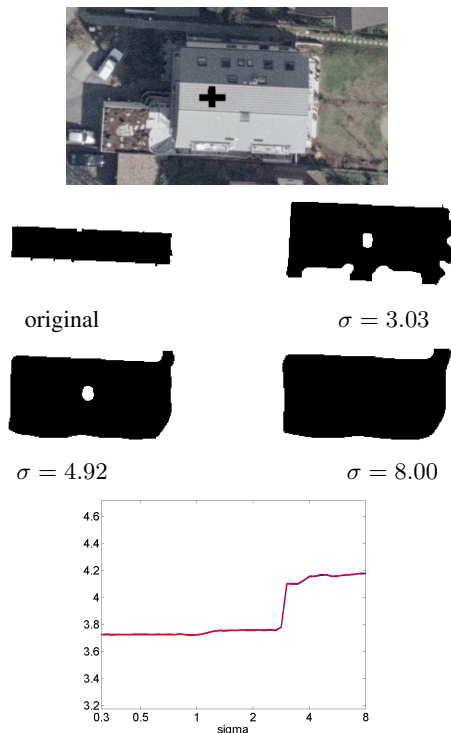 original
σ = 3.03
σ = 4.92
σ = 8.00
4.6
4.4
4.2
4
3.8
3.6
3.4
3.2
0.3 0.5 1 2 4 8
sigma